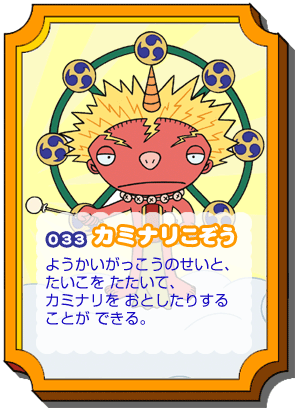 033 カミナリこぞう
ようかいがっこうのせいと、
たいこを たたいて、
カミナリを おとしたりする
ことが できる。